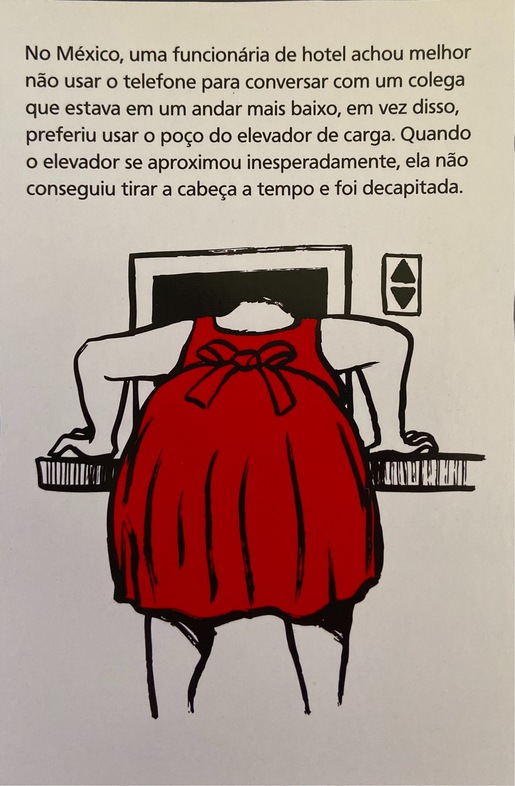 No México, uma funcionária de hotel achou melhor
não usar o telefone para conversar com um colega
que estava em um andar mais baixo, em vez disso,
preferiu usar o poço do elevador de carga. Quando
o elevador se aproximou inesperadamente, ela não
conseguiu tirar a cabeça a tempo e foi decapitada.